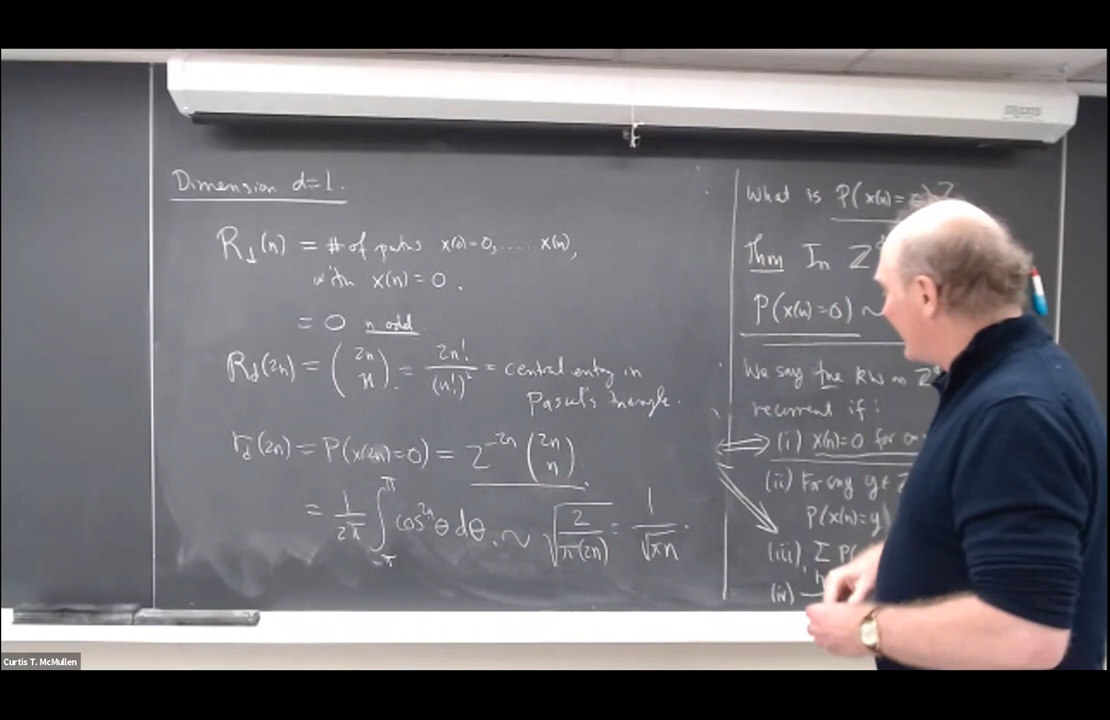 Dimension d=1.
R_d(n) = # of paths x(0)=0, .... x(n),
with x(n)=0.
= 0 n odd.
R_d(2n) = (2n n) = 2n!/(n!)² = central entry in
Pascal's triangle.
r_d(2n) = P(x(2n)=0) = 2^{-2n} (2n n).
= 1/2π ∫_{-π}^{π} cos^{2n}θ dθ. ~ √(2/π(2n)) = 1/√πn.
What is P(x(n)=
Thm In Z^d
P(x(n)=0) ~
We say the RW on Z^d
recurrent if:
⟺ (i) x(n)=0 for ∞
(ii) For any y ∈ Z
P(x(n)=y)
(iii) Σ P(
(iv)
Curtis T. McMullen